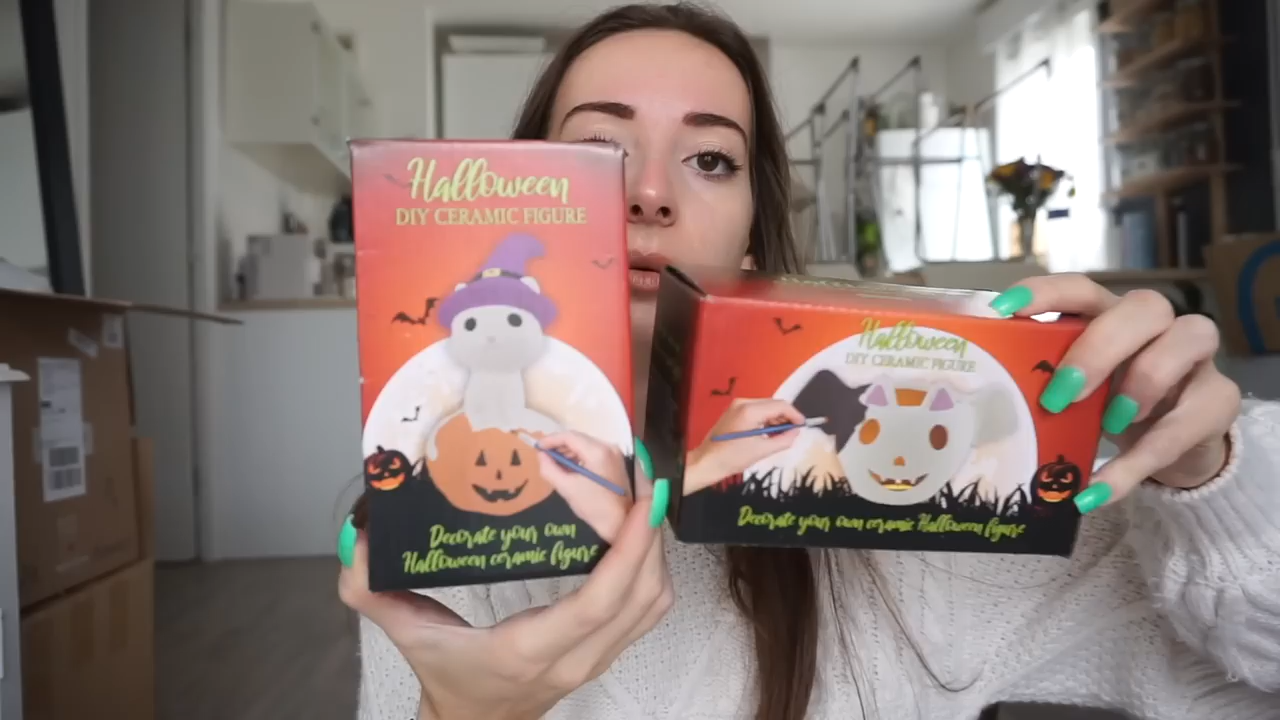 Halloween
DIY CERAMIC FIGURE
Decorate your own
Halloween ceramic figure
Halloween
DIY CERAMIC FIGURE
Decorate your own ceramic Halloween figure